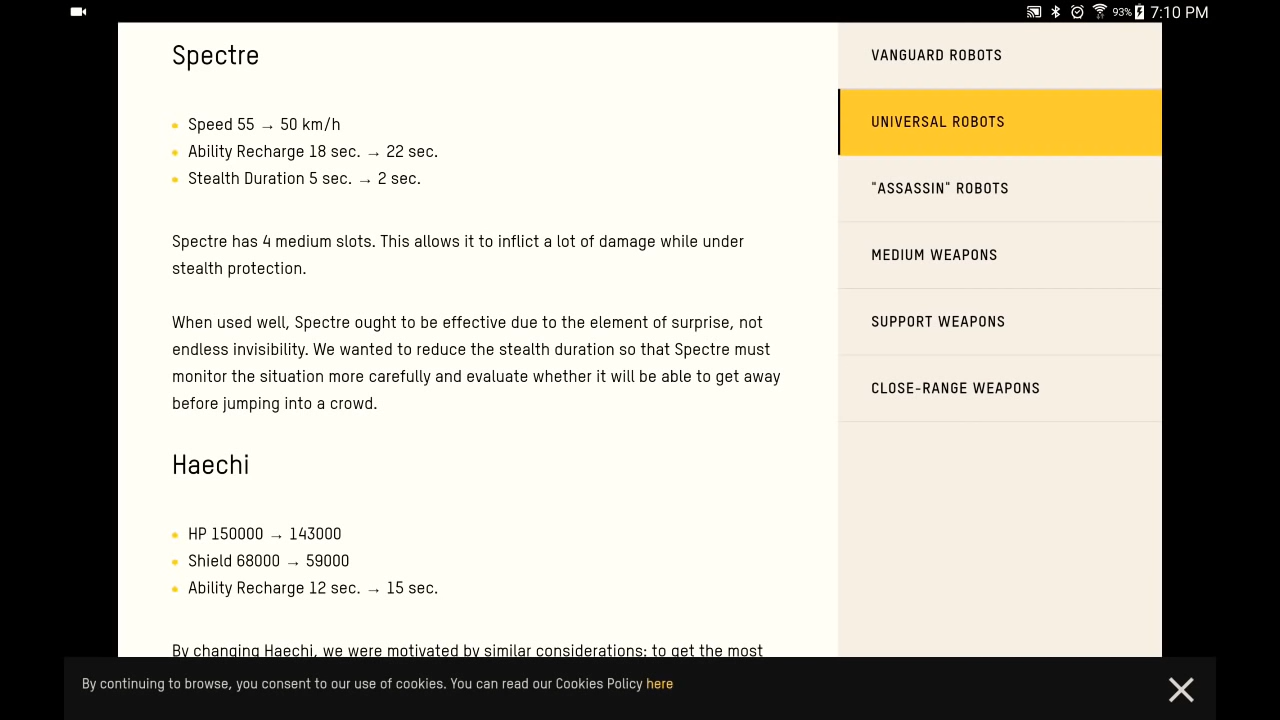 93% 7:10 PM
Spectre
Speed 55 → 50 km/h
Ability Recharge 18 sec. → 22 sec.
Stealth Duration 5 sec. → 2 sec.
Spectre has 4 medium slots. This allows it to inflict a lot of damage while under
stealth protection.
When used well, Spectre ought to be effective due to the element of surprise, not
endless invisibility. We wanted to reduce the stealth duration so that Spectre must
monitor the situation more carefully and evaluate whether it will be able to get away
before jumping into a crowd.
Haechi
HP 150000 → 143000
Shield 68000 → 59000
Ability Recharge 12 sec. → 15 sec.
By changing Haechi, we were motivated by similar considerations: to get the most
VANGUARD ROBOTS
UNIVERSAL ROBOTS
"ASSASSIN" ROBOTS
MEDIUM WEAPONS
SUPPORT WEAPONS
CLOSE-RANGE WEAPONS
By continuing to browse, you consent to our use of cookies. You can read our Cookies Policy here